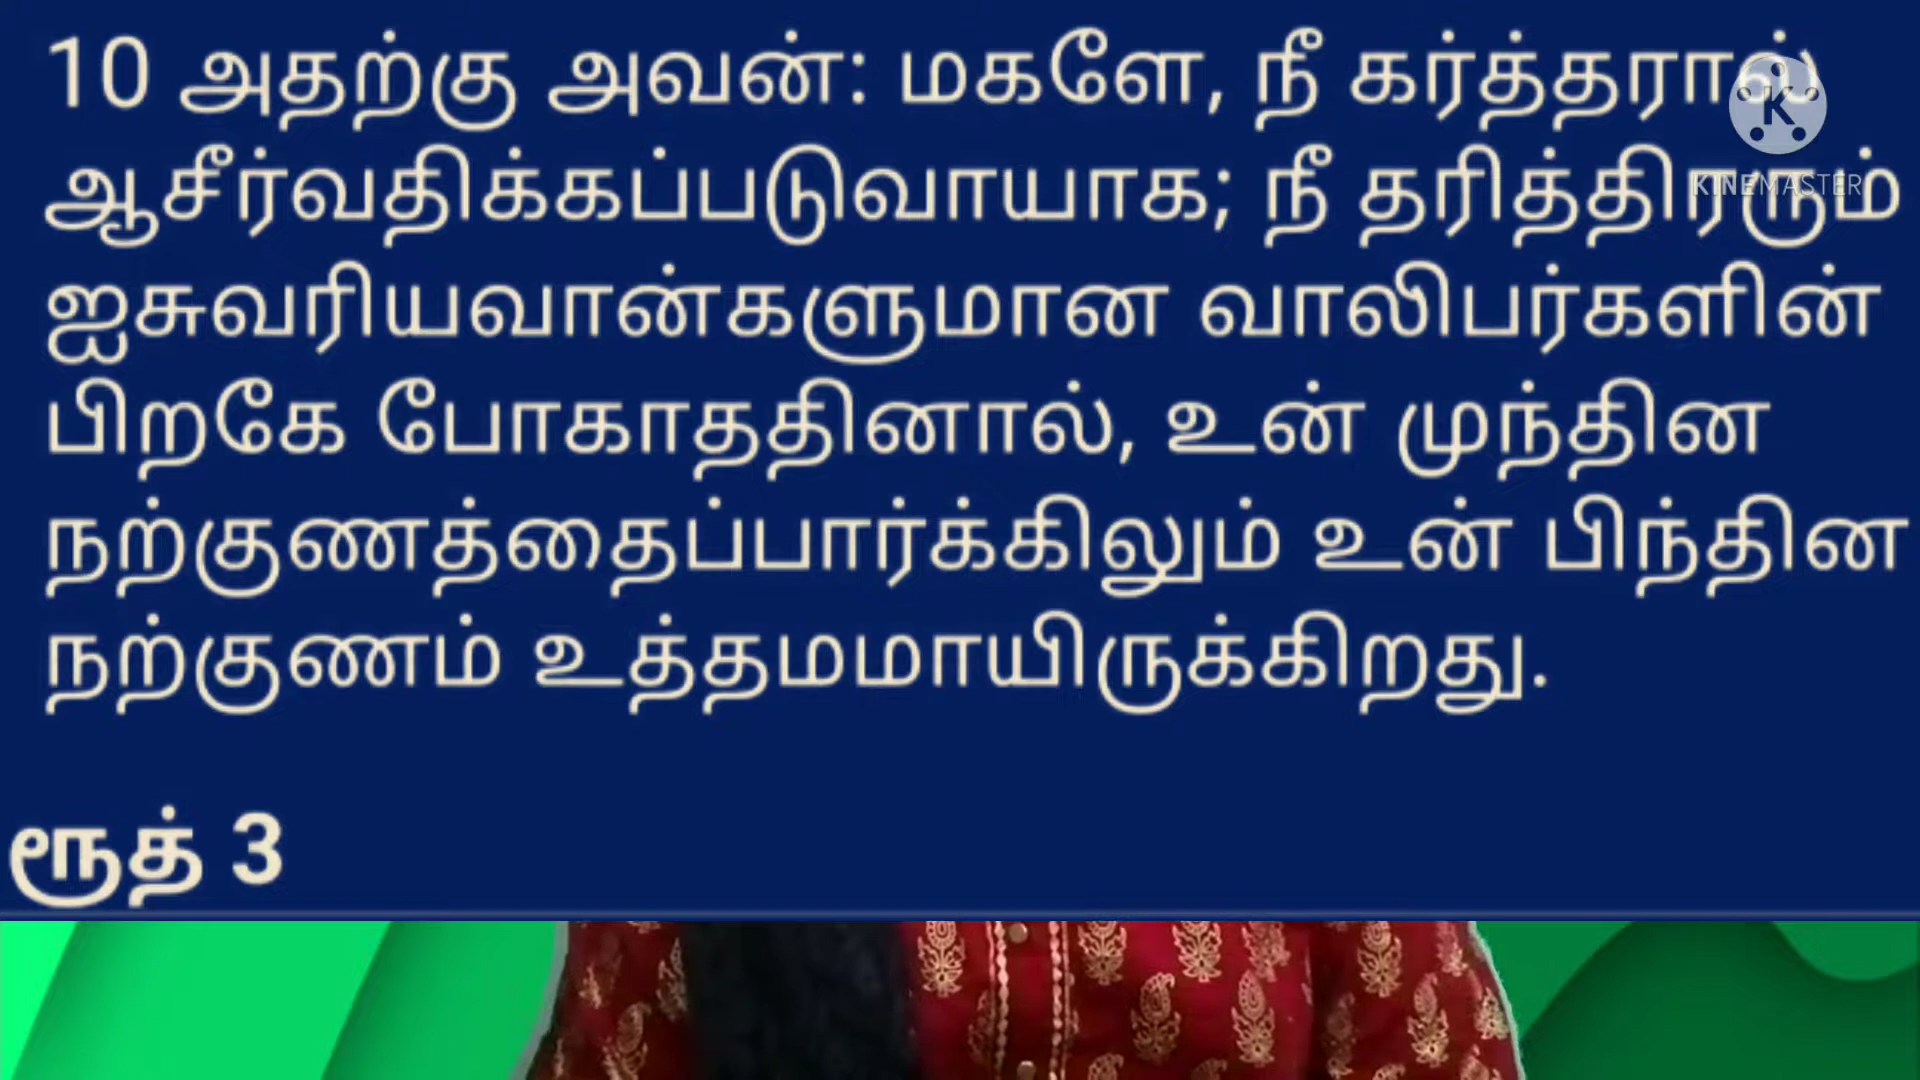 10 அதற்கு அவன்: மகளே, நீ கர்த்தரால்
ஆசீர்வதிக்கப்படுவாயாக; நீ தரித்திரரும்
ஐசுவரியவான்களுமான வாலிபர்களின்
பிறகே போகாததினால், உன் முந்தின
நற்குணத்தைப்பார்க்கிலும் உன் பிந்தின
நற்குணம் உத்தமமாயிருக்கிறது.
ரூத் 3
K
KINEMASTER